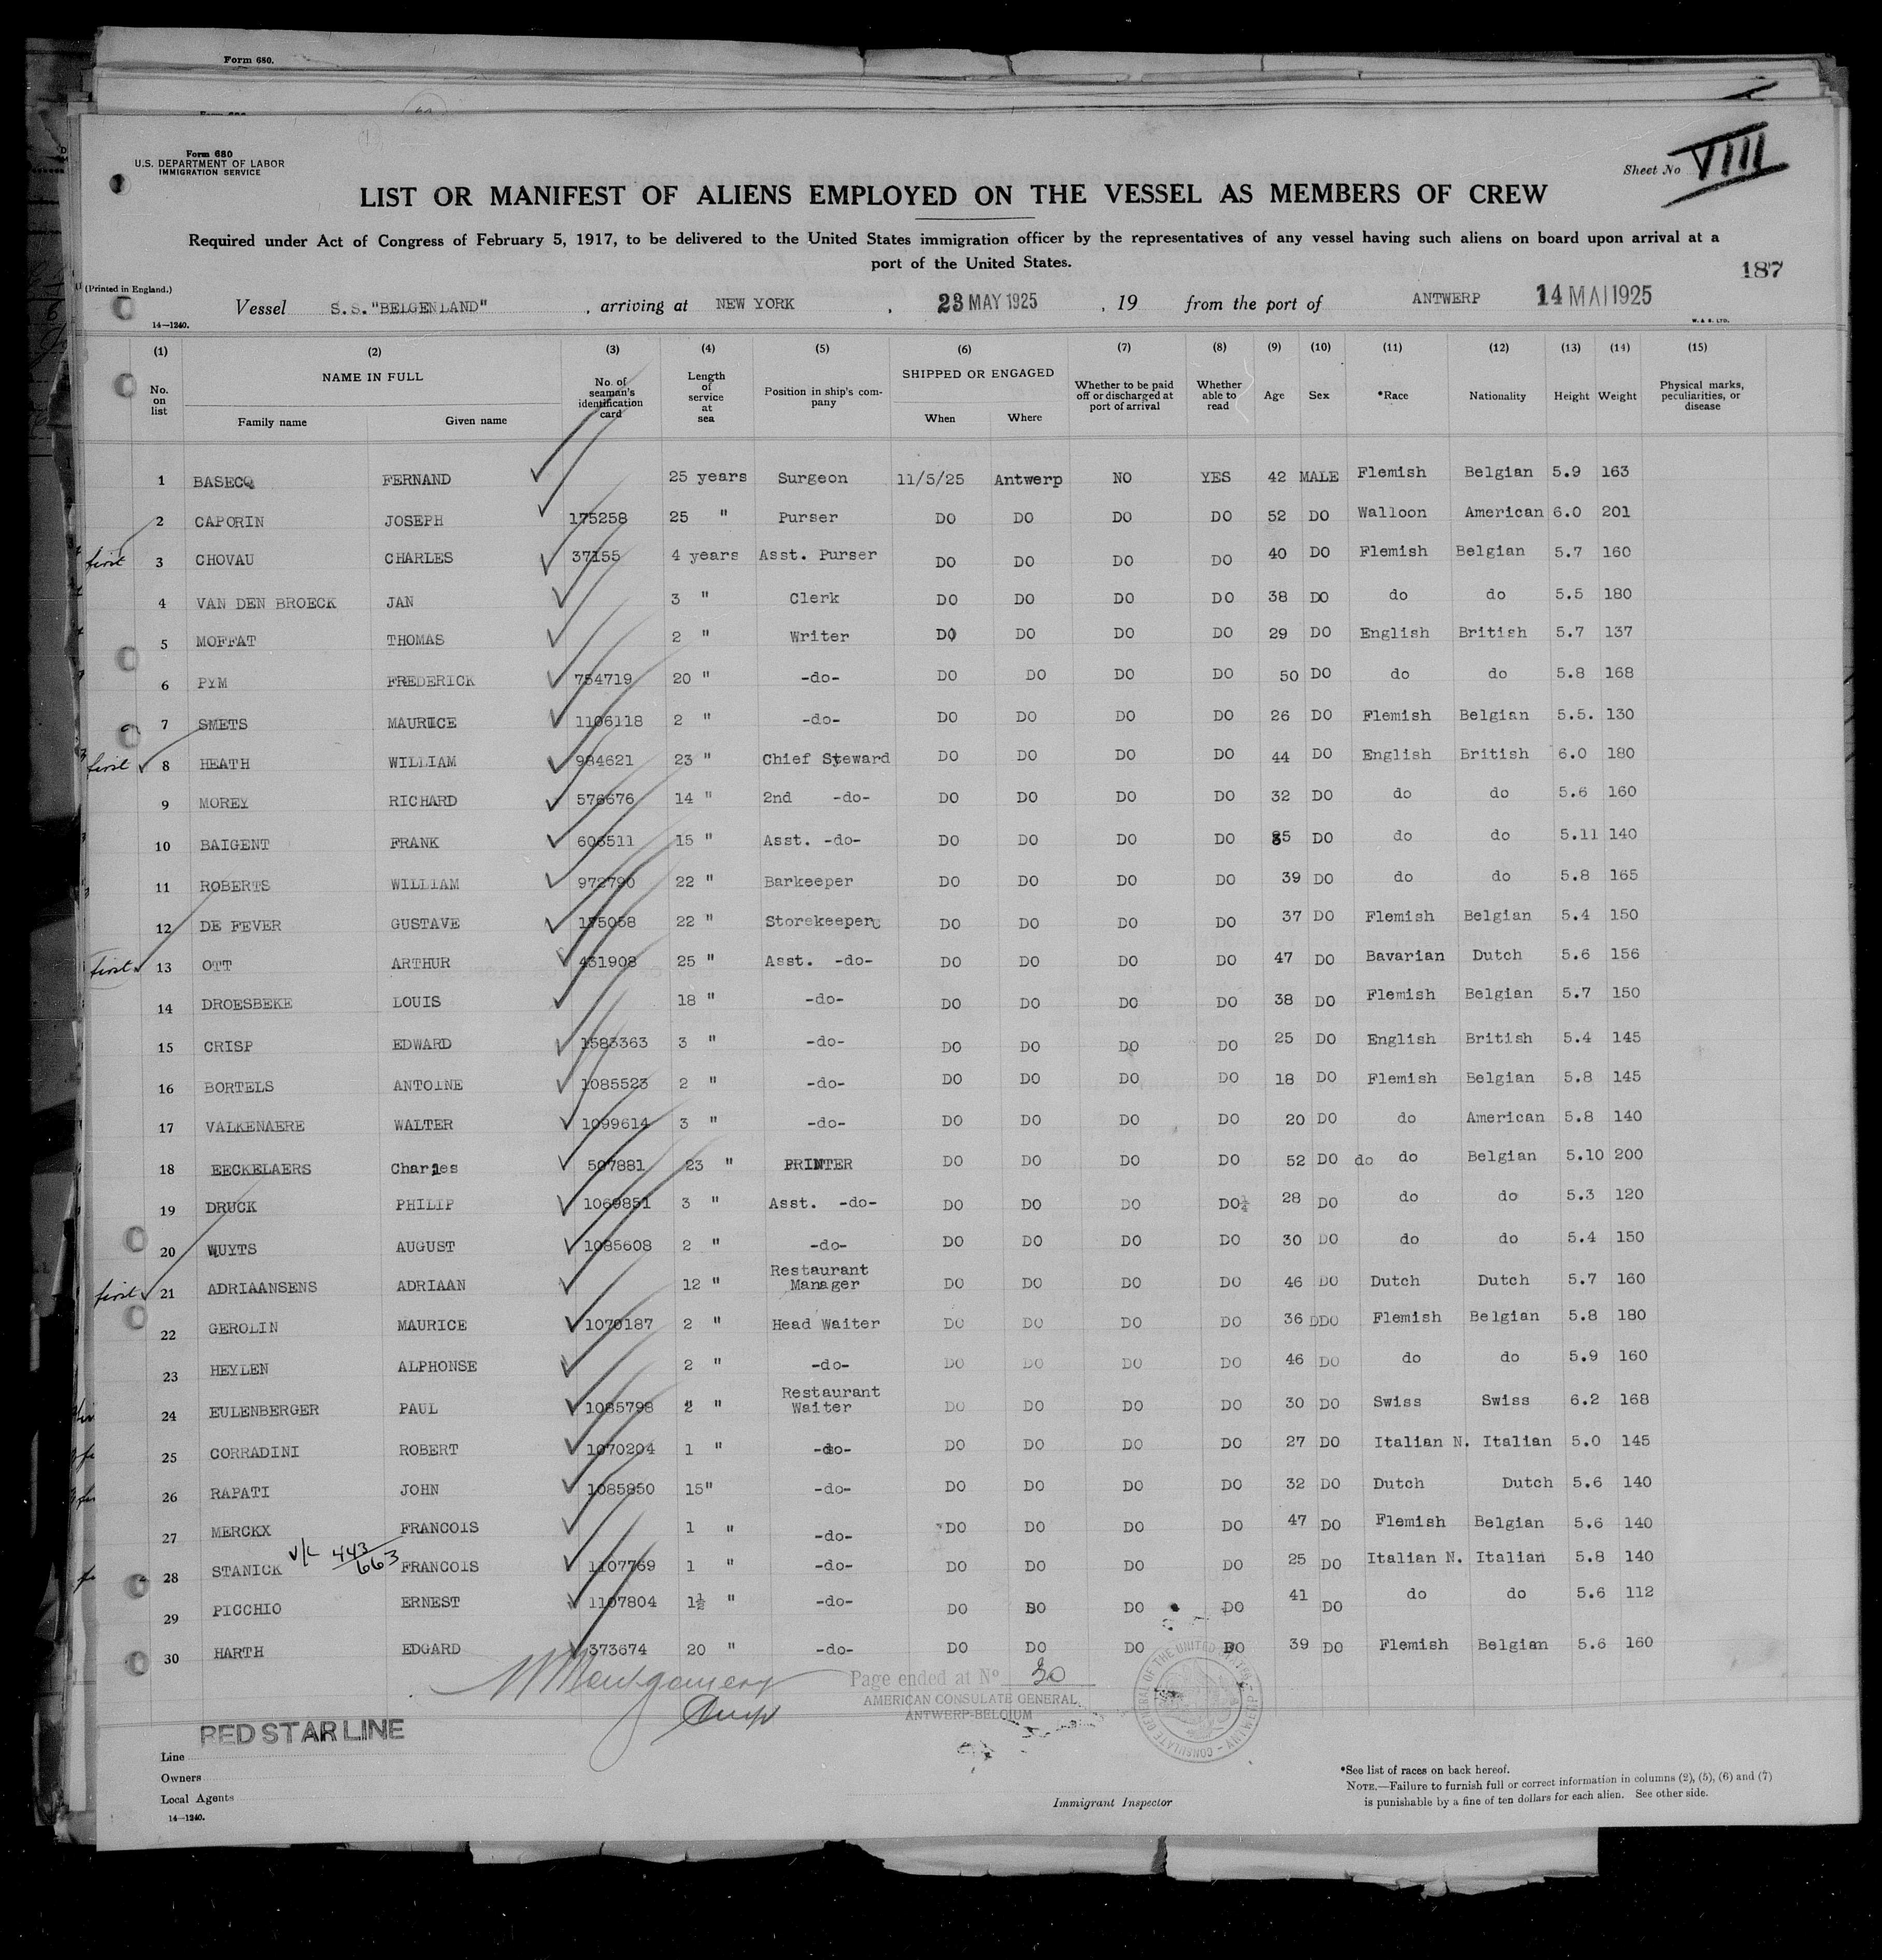 Form 680.
Form 680
U.S. DEPARTMENT OF LABOR
IMMIGRATION SERVICE
Sheet No VIII
LIST OR MANIFEST OF ALIENS EMPLOYED ON THE VESSEL AS MEMBERS OF CREW
Required under Act of Congress of February 5, 1917, to be delivered to the United States immigration officer by the representatives of any vessel having such aliens on board upon arrival at a
port of the United States.
187
(Printed in England.)
Vessel S.S."BELGENLAND" , arriving at NEW YORK , 23 MAY 1925 , 19 from the port of ANTWERP 14 MAI 1925
14—1240.
W. & S. LTD.
(1) (2) (3) (4) (5) (6) (7) (8) (9) (10) (11) (12) (13) (14) (15)
No. on list NAME IN FULL Family name Given name No. of seaman's identification card Length of service at sea Position in ship's company SHIPPED OR ENGAGED When Where Whether to be paid off or discharged at port of arrival Whether able to read Age Sex *Race Nationality Height Weight Physical marks, peculiarities, or disease
1 BASECQ FERNAND 25 years Surgeon 11/5/25 Antwerp NO YES 42 MALE Flemish Belgian 5.9 163
2 CAPORIN JOSEPH 175258 25 " Purser DO DO DO DO 52 DO Walloon American 6.0 201
first 3 CHOVAU CHARLES 37155 4 years Asst. Purser DO DO DO DO 40 DO Flemish Belgian 5.7 160
4 VAN DEN BROECK JAN 3 " Clerk DO DO DO DO 38 DO do do 5.5 180
5 MOFFAT THOMAS 2 " Writer DO DO DO DO 29 DO English British 5.7 137
6 PYM FREDERICK 754719 20 " -do- DO DO DO DO 50 DO do do 5.8 168
7 SMETS MAURICE 1106118 2 " -do- DO DO DO DO 26 DO Flemish Belgian 5.5. 130
first 8 HEATH WILLIAM 984621 23 " Chief Steward DO DO DO DO 44 DO English British 6.0 180
9 MOREY RICHARD 576676 14 " 2nd -do- DO DO DO DO 32 DO do do 5.6 160
10 BAIGENT FRANK 606511 15 " Asst. -do- DO DO DO DO 35 DO do do 5.11 140
11 ROBERTS WILLIAM 972790 22 " Barkeeper DO DO DO DO 39 DO do do 5.8 165
12 DE FEVER GUSTAVE 175058 22 " Storekeeper DO DO DO DO 37 DO Flemish Belgian 5.4 150
First 13 OTT ARTHUR 431908 25 " Asst. -do- DO DO DO DO 47 DO Bavarian Dutch 5.6 156
14 DROESBEKE LOUIS 18 " -do- DO DO DO DO 38 DO Flemish Belgian 5.7 150
15 CRISP EDWARD 1583363 3 " -do- DO DO DO DO 25 DO English British 5.4 145
16 BORTELS ANTOINE 1085523 2 " -do- DO DO DO DO 18 DO Flemish Belgian 5.8 145
17 VALKENAERE WALTER 1099614 3 " -do- DO DO DO DO 20 DO do American 5.8 140
18 EECKELAERS Charles 507881 23 " PRINTER DO DO DO DO 52 DO do do Belgian 5.10 200
19 DRUCK PHILIP 1069851 3 " Asst. -do- DO DO DO DO¼ 28 DO do do 5.3 120
20 WUYTS AUGUST 1085608 2 " -do- DO DO DO DO 30 DO do do 5.4 150
first 21 ADRIAANSENS ADRIAAN 12 " Restaurant Manager DO DO DO DO 46 DO Dutch Dutch 5.7 160
22 GEROLIN MAURICE 1070187 2 " Head Waiter DO DO DO DO 36 DDO Flemish Belgian 5.8 180
23 HEYLEN ALPHONSE 2 " -do- DO DO DO DO 46 DO do do 5.9 160
24 EULENBERGER PAUL 1085798 2 " Restaurant Waiter DO DO DO DO 30 DO Swiss Swiss 6.2 168
25 CORRADINI ROBERT 1070204 1 " -do- DO DO DO DO 27 DO Italian N. Italian 5.0 145
26 RAPATI JOHN 1085850 15" -do- DO DO DO DO 32 DO Dutch Dutch 5.6 140
27 MERCKX FRANCOIS 1 " -do- DO DO DO DO 47 DO Flemish Belgian 5.6 140
28 STANICK V/L 443/663 FRANCOIS 1107769 1 " -do- DO DO DO DO 25 DO Italian N. Italian 5.8 140
29 PICCHIO ERNEST 1107804 1½ " -do- DO DO DO DO 41 DO do do 5.6 112
30 HARTH EDGARD 373674 20 " -do- DO DO DO DO 39 DO Flemish Belgian 5.6 160
Page ended at Nº 30
AMERICAN CONSULATE GENERAL
ANTWERP-BELGIUM
W Montgomery
RED STAR LINE
Line
Owners
Local Agents
14—1240.
Immigrant Inspector
*See list of races on back hereof.
NOTE.—Failure to furnish full or correct information in columns (2), (5), (6) and (7)
is punishable by a fine of ten dollars for each alien. See other side.